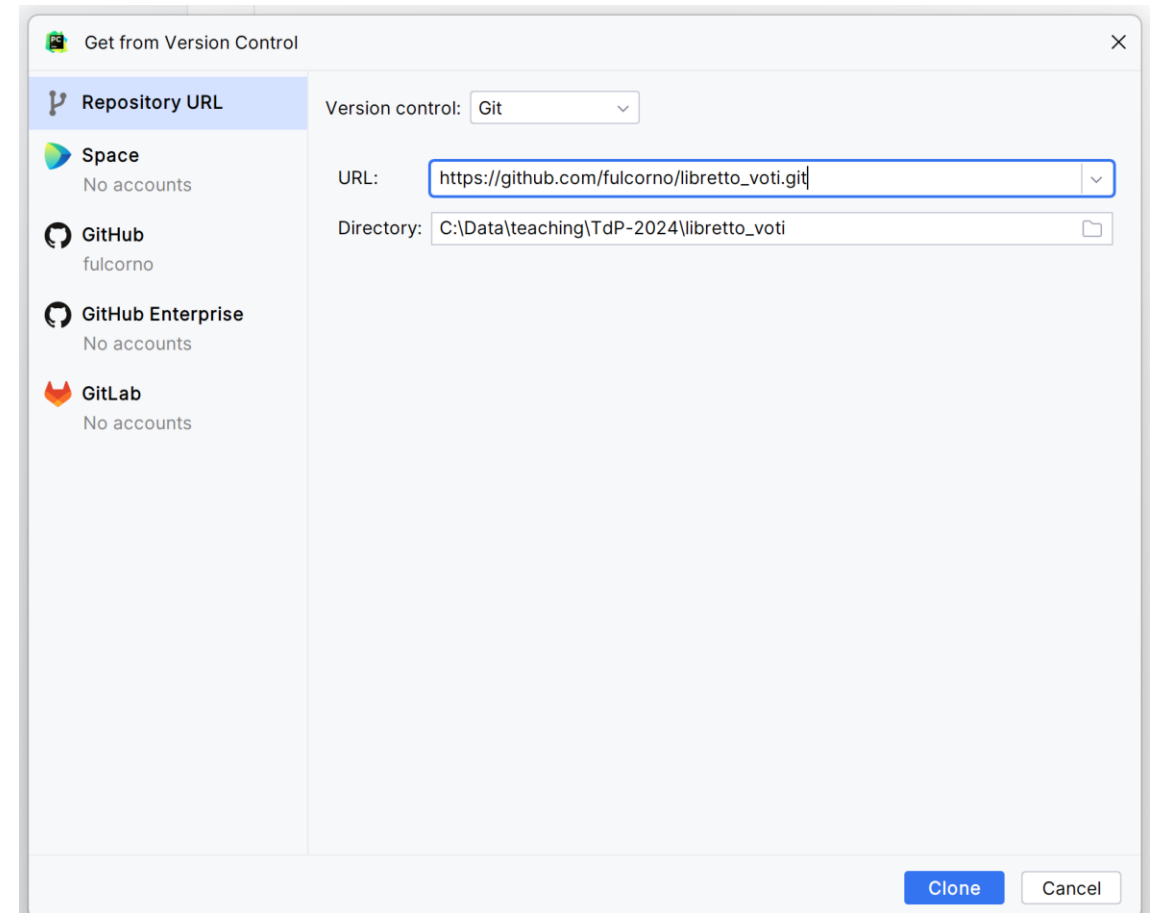 Get from Version Control
Repository URL
Space
No accounts
GitHub
fulcorno
GitHub Enterprise
No accounts
GitLab
No accounts
Version control: Git
URL: https://github.com/fulcorno/libretto_voti.git
Directory: C:\Data\teaching\TdP-2024\libretto_voti
Clone Cancel